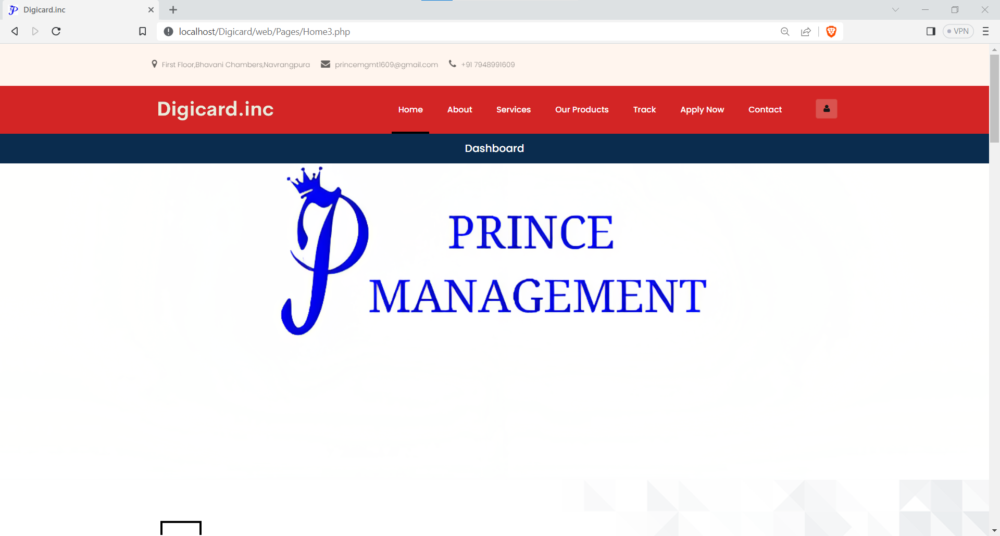 Digicard.inc
localhost/Digicard/web/Pages/Home3.php
VPN
First Floor,Bhavani Chambers,Navrangpura princemgmt1609@gmail.com +91 7948991609
Digicard.inc Home About Services Our Products Track Apply Now Contact
Dashboard
P
PRINCE
MANAGEMENT